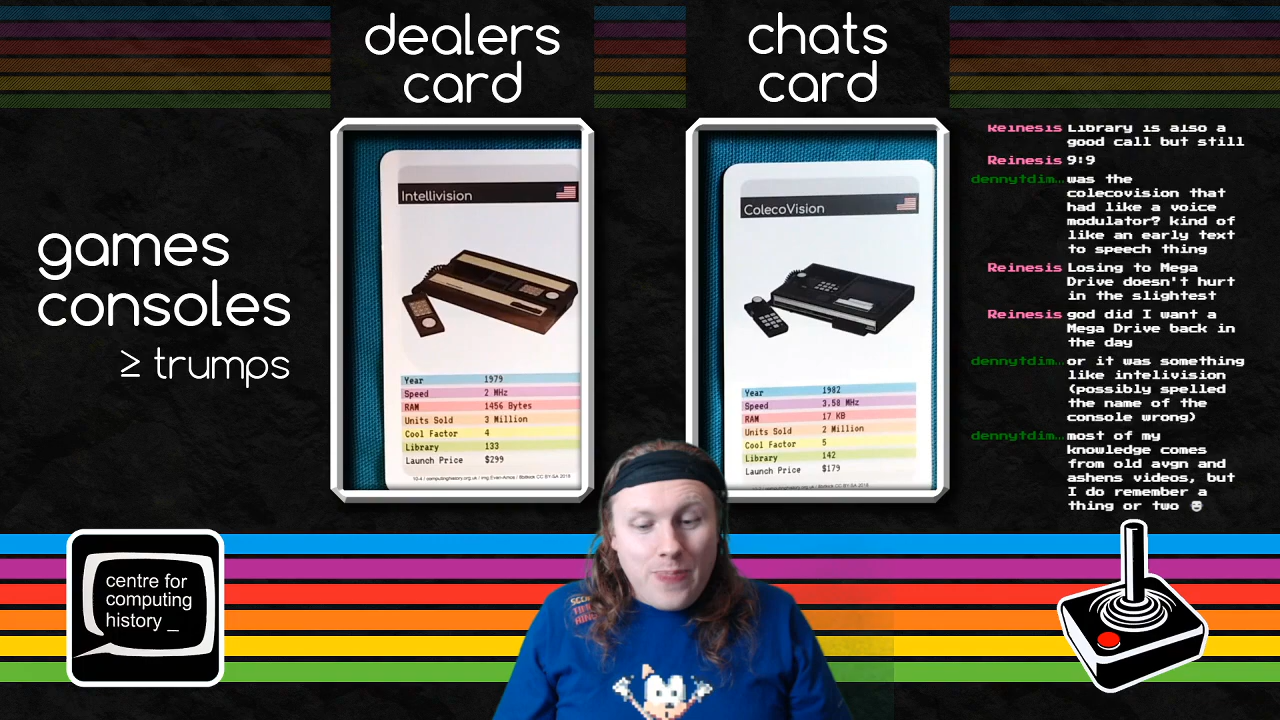 dealers
card
chats
card
games
consoles
≥ trumps
Intellivision
Year 1979
Speed 2 MHz
RAM 1456 Bytes
Units Sold 3 Million
Cool Factor 4
Library 133
Launch Price $299
ColecoVision
Year 1982
Speed 3.58 MHz
RAM 17 KB
Units Sold 2 Million
Cool Factor 5
Library 142
Launch Price $179
Reinesis Library is also a
good call but still
Reinesis 9:9
dennytdim… was the
colecovision that
had like a voice
modulator? kind of
like an early text
to speech thing
Reinesis Losing to Mega
Drive doesn't hurt
in the slightest
Reinesis god did I want a
Mega Drive back in
the day
dennytdim… or it was something
like intelivision
(possibly spelled
the name of the
console wrong)
dennytdim… most of my
knowledge comes
from old avgn and
ashens videos, but
I do remember a
thing or two
centre for
computing
history _